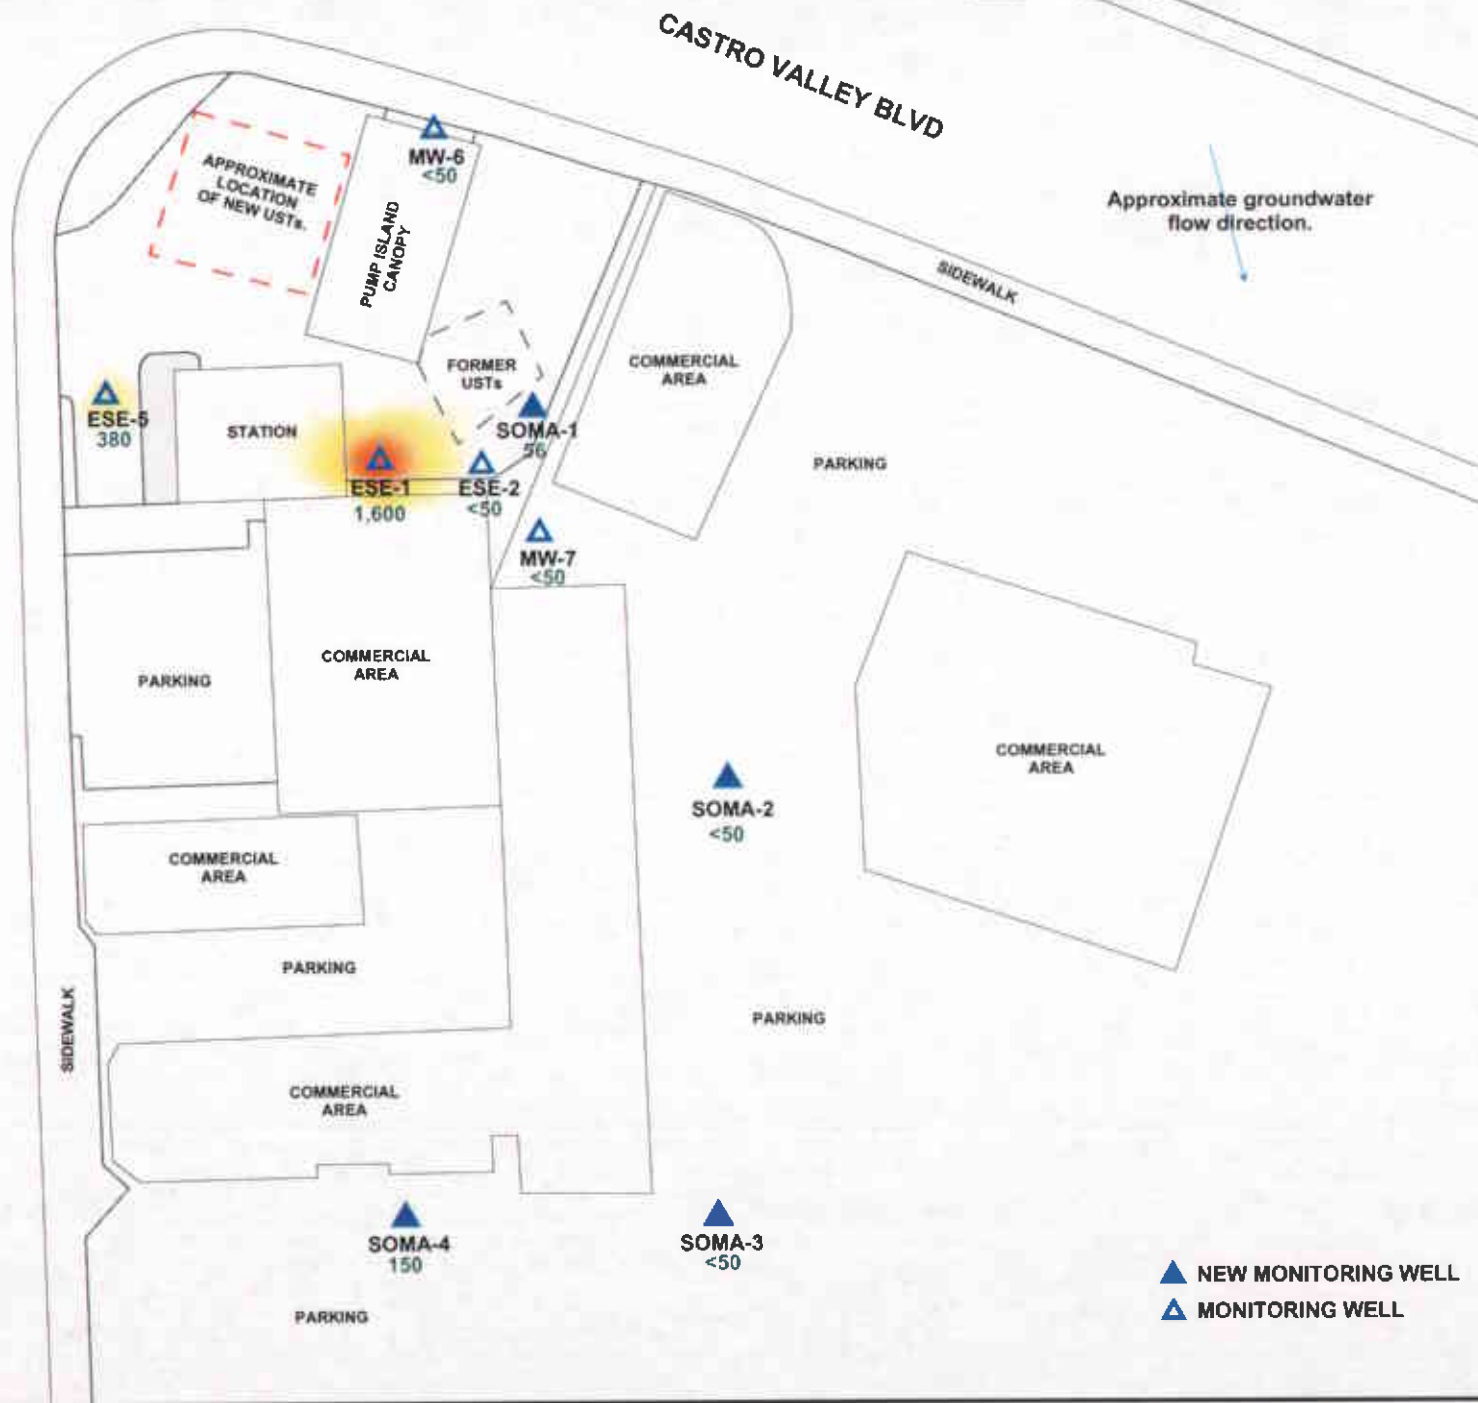 CASTRO VALLEY BLVD
MW-6
<50
APPROXIMATE
LOCATION
OF NEW USTs.
PUMP ISLAND
CANOPY
Approximate groundwater
flow direction.
SIDEWALK
FORMER
USTs
COMMERCIAL
AREA
ESE-5
380
STATION
SOMA-1
56
PARKING
ESE-1
1,600
ESE-2
<50
MW-7
<50
PARKING
COMMERCIAL
AREA
COMMERCIAL
AREA
SOMA-2
<50
COMMERCIAL
AREA
PARKING
SIDEWALK
PARKING
COMMERCIAL
AREA
SOMA-4
150
SOMA-3
<50
PARKING
NEW MONITORING WELL
MONITORING WELL